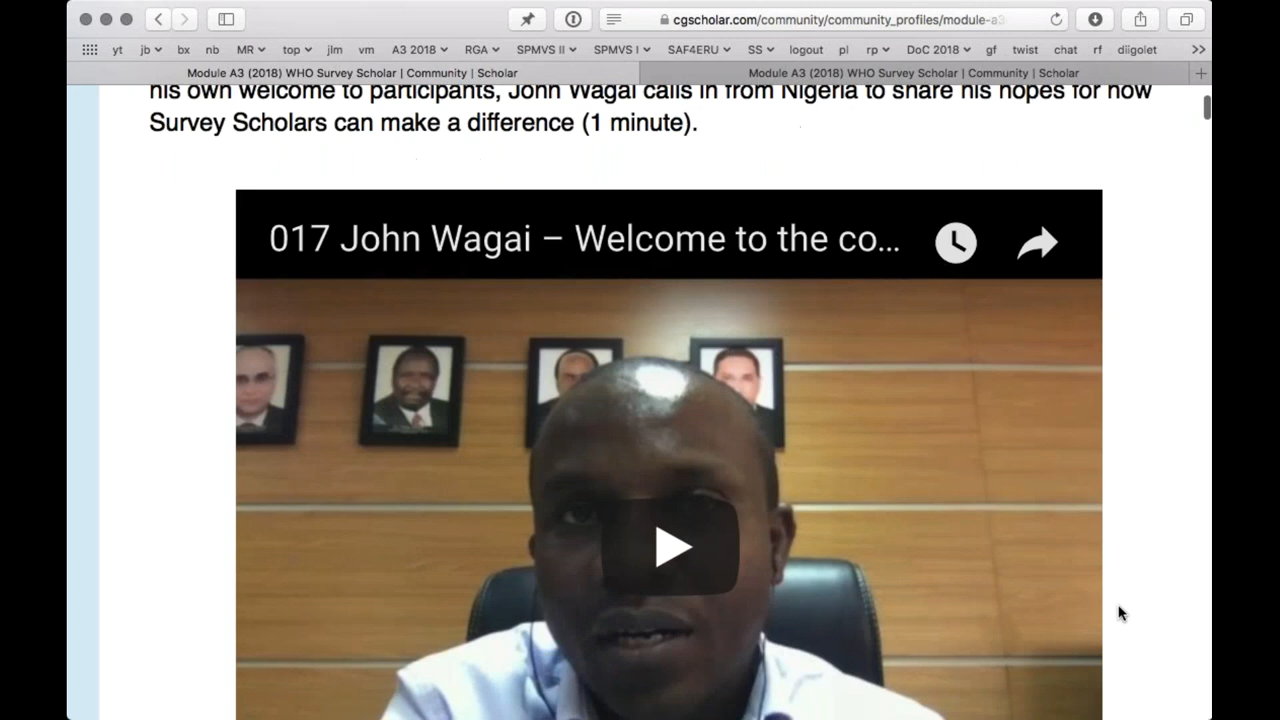 cgscholar.com/community/community_profiles/module-a3
yt jb bx nb MR top jlm vm A3 2018 RGA SPMVS II SPMVS I SAF4ERU SS logout pl rp DoC 2018 gf twist chat rf diigolet
Module A3 (2018) WHO Survey Scholar | Community | Scholar Module A3 (2018) WHO Survey Scholar | Community | Scholar
his own welcome to participants, John Wagai calls in from Nigeria to share his hopes for how
Survey Scholars can make a difference (1 minute).
017 John Wagai – Welcome to the co...